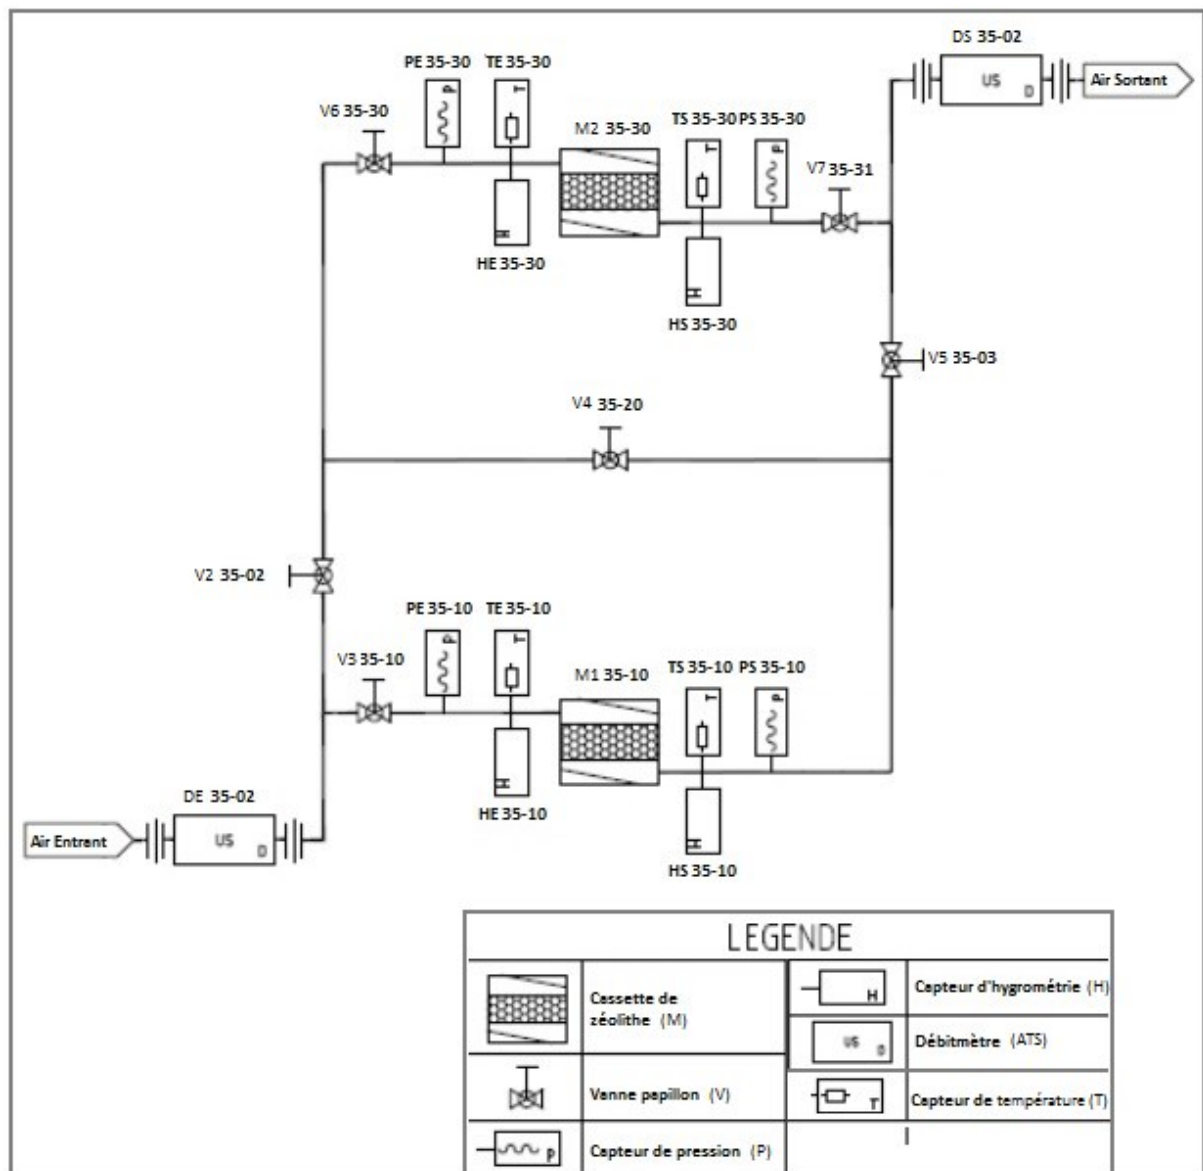 DS 35-02
US
D
Air Sortant
PE 35-30
TE 35-30
P
T
V6 35-30
M2 35-30
TS 35-30
PS 35-30
T
P
V7 35-31
H
HE 35-30
H
HS 35-30
V5 35-03
V4 35-20
V2 35-02
PE 35-10
TE 35-10
P
T
V3 35-10
M1 35-10
TS 35-10
PS 35-10
T
P
H
HE 35-10
H
HS 35-10
DE 35-02
Air Entrant
US
D
LEGENDE
Cassette de
zéolithe (M)
H
Capteur d'hygrométrie (H)
US
D
Débitmètre (ATS)
Vanne papillon (V)
T
Capteur de température (T)
P
Capteur de pression (P)